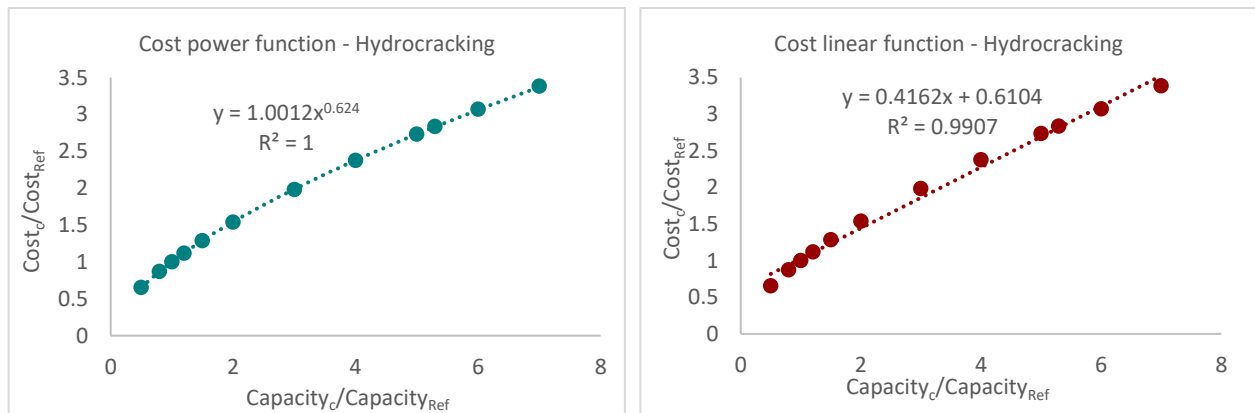 Cost power function - Hydrocracking
3.5
3
2.5
2
1.5
1
0.5
0
y = 1.0012x^0.624
R² = 1
Cost_c/Cost_Ref
0 2 4 6 8
Capacity_c/Capacity_Ref
Cost linear function - Hydrocracking
3.5
3
2.5
2
1.5
1
0.5
0
y = 0.4162x + 0.6104
R² = 0.9907
Cost_c/Cost_Ref
0 2 4 6 8
Capacity_c/Capacity_Ref